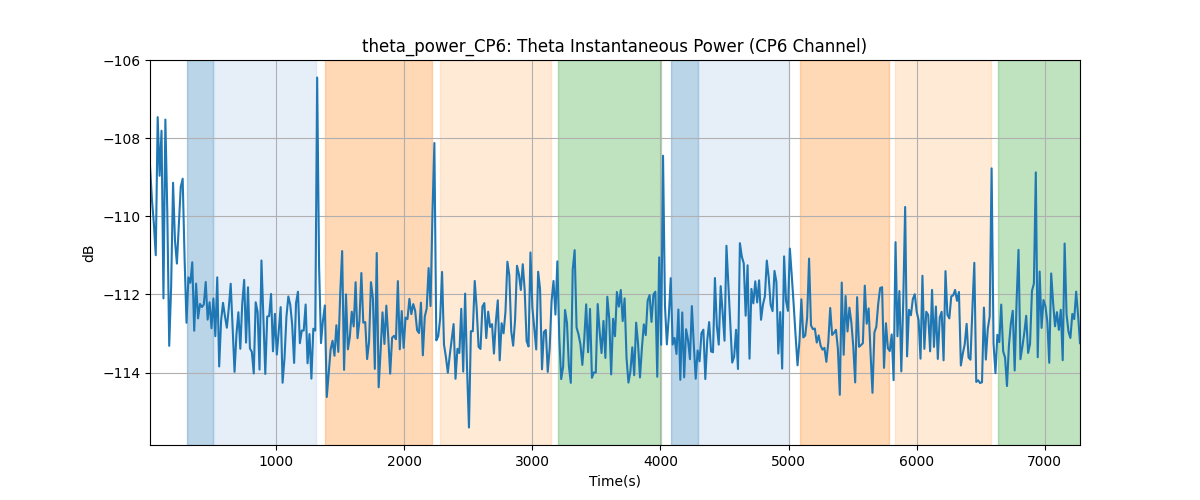 theta_power_CP6: Theta Instantaneous Power (CP6 Channel)
−106
−108
−110
−112
−114
dB
1000 2000 3000 4000 5000 6000 7000
Time(s)